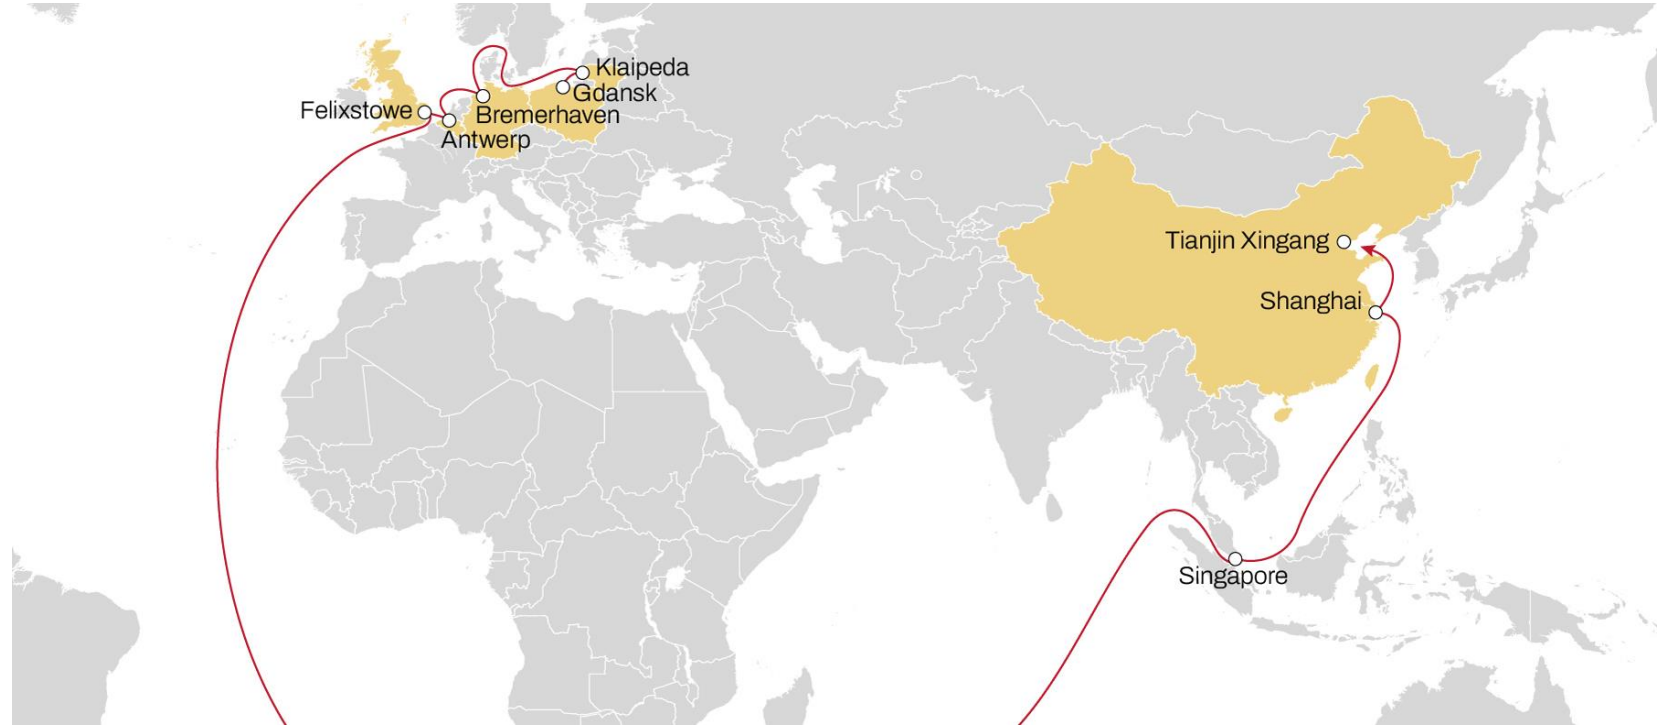 Klaipeda
Gdansk
Felixstowe
Bremerhaven
Antwerp
Tianjin Xingang
Shanghai
Singapore